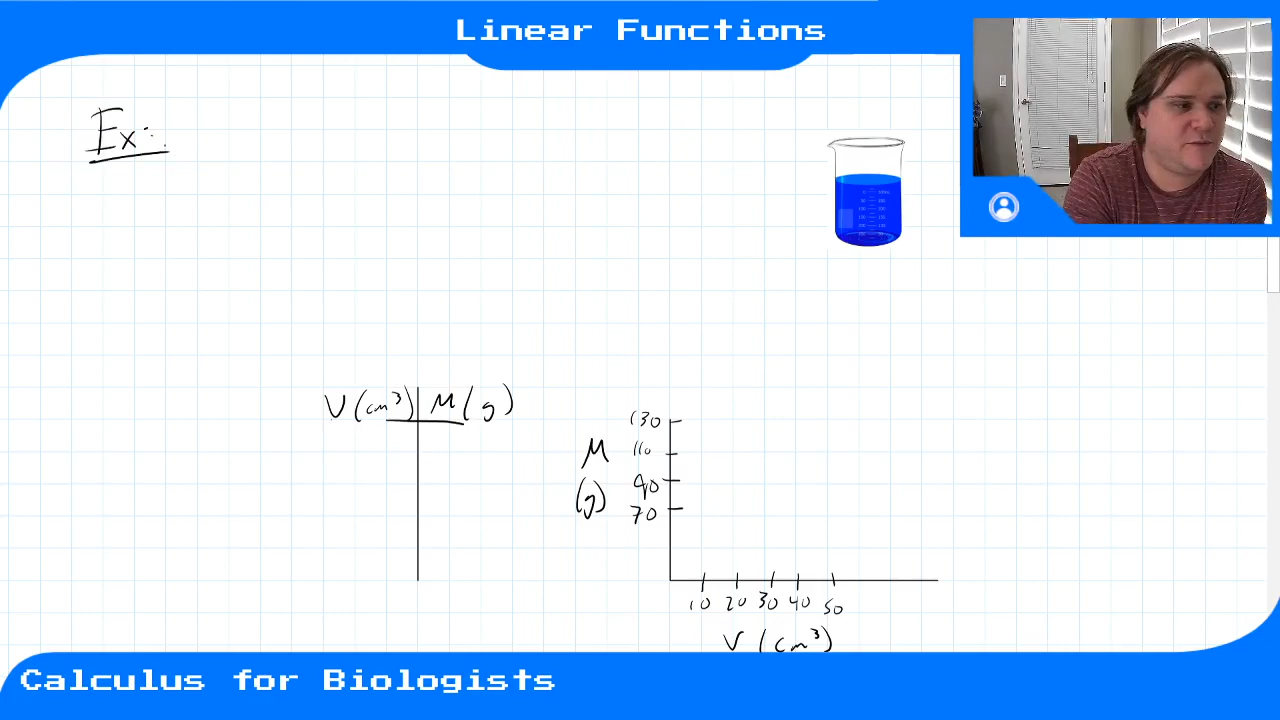 Linear Functions
Ex:
V (cm³) M (g)
130
M 110
90
(g) 70
10 20 30 40 50
V (cm³)
Calculus for Biologists